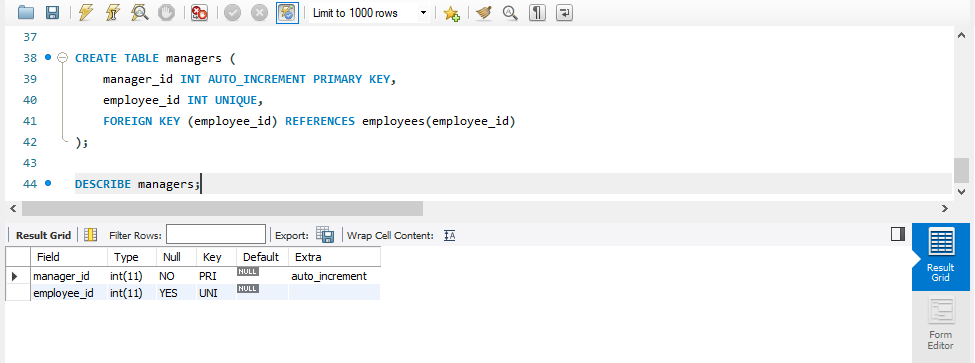 Limit to 1000 rows
37
38 CREATE TABLE managers (
39 manager_id INT AUTO_INCREMENT PRIMARY KEY,
40 employee_id INT UNIQUE,
41 FOREIGN KEY (employee_id) REFERENCES employees(employee_id)
42 );
43
44 DESCRIBE managers;
Result Grid Filter Rows: Export: Wrap Cell Content:
Field Type Null Key Default Extra
manager_id int(11) NO PRI NULL auto_increment
employee_id int(11) YES UNI NULL
Result
Grid
Form
Editor